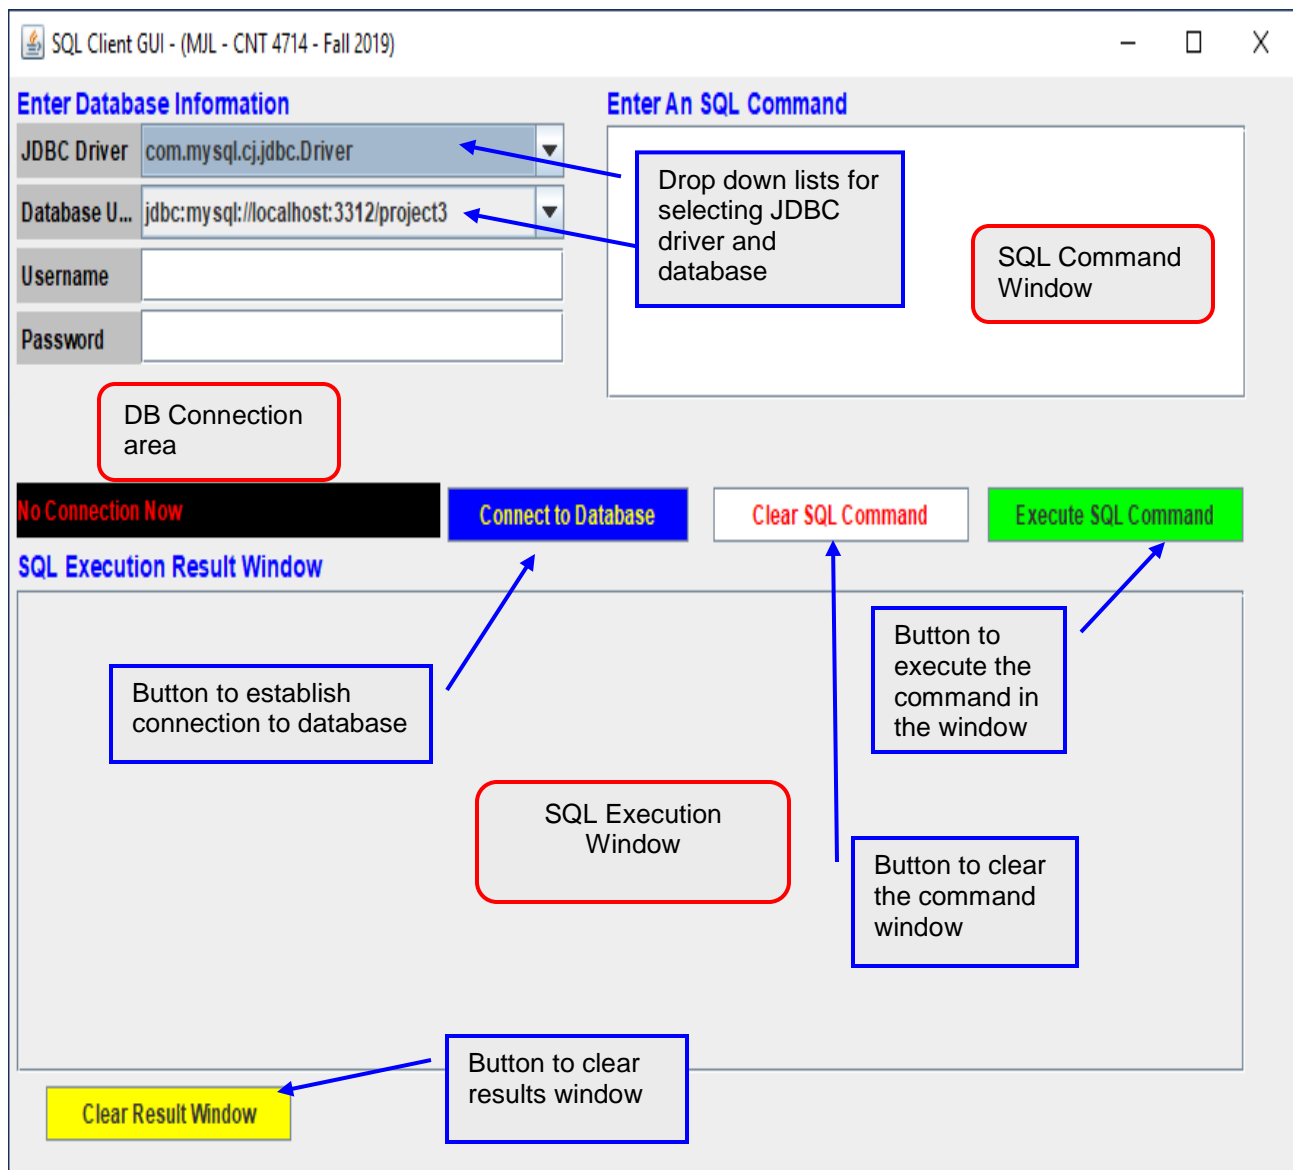 SQL Client GUI - (MJL - CNT 4714 - Fall 2019)
Enter Database Information
JDBC Driver
com.mysql.cj.jdbc.Driver
Database U...
jdbc:mysql://localhost:3312/project3
Username
Password
Enter An SQL Command
Drop down lists for
selecting JDBC
driver and
database
SQL Command
Window
DB Connection
area
No Connection Now
Connect to Database
Clear SQL Command
Execute SQL Command
SQL Execution Result Window
Button to establish
connection to database
Button to
execute the
command in
the window
SQL Execution
Window
Button to clear
the command
window
Button to clear
results window
Clear Result Window